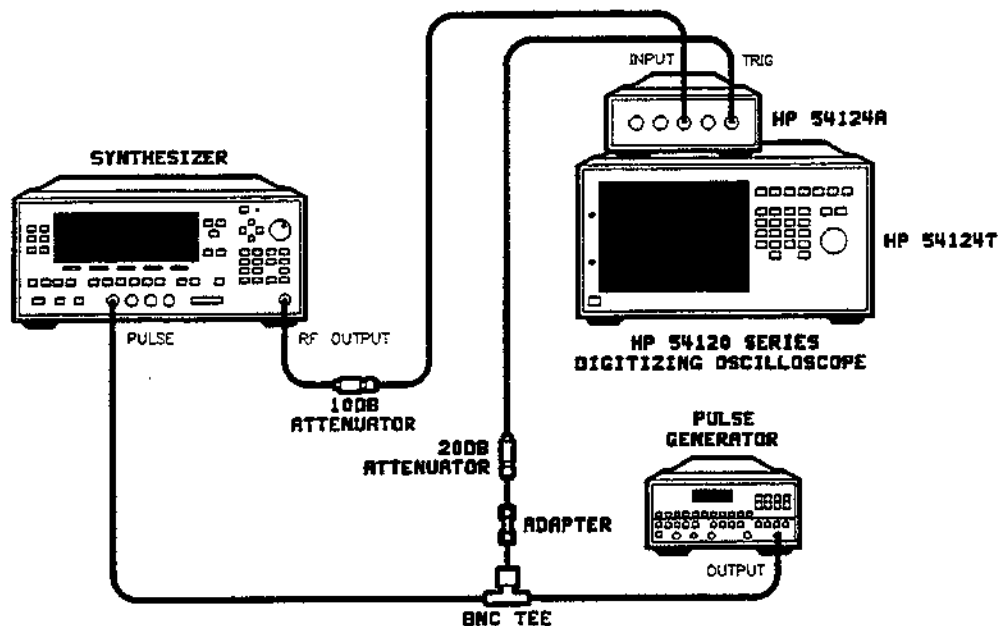 INPUT
TRIG
HP 54124A
SYNTHESIZER
HP 54124T
PULSE
RF OUTPUT
HP 54120 SERIES
DIGITIZING OSCILLOSCOPE
10DB
ATTENUATOR
PULSE
GENERATOR
20DB
ATTENUATOR
ADAPTER
OUTPUT
BNC TEE